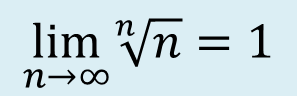 lim n→∞ ⁿ√n = 1